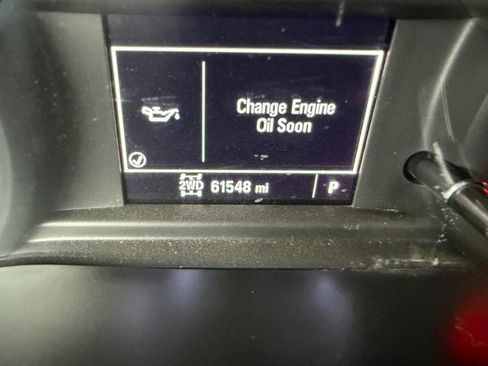 Change Engine
Oil Soon
2WD 61548 mi P